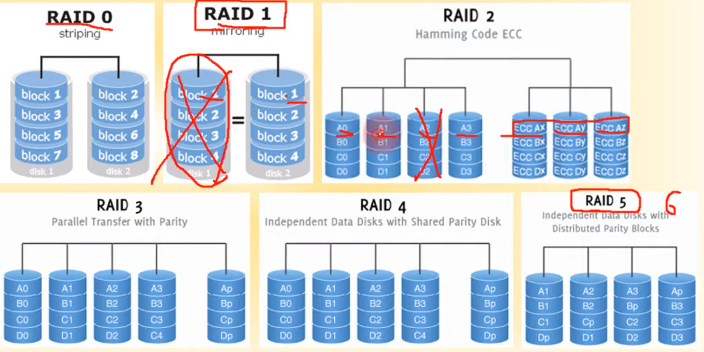 RAID 0
striping
block 1 block 2
block 3 block 4
block 5 block 6
block 7 block 8
disk 1 disk 2
RAID 1
mirroring
block 1
block 2 = block 2
block 3 block 3
block 4
disk 1 disk 2
RAID 2
Hamming Code ECC
A0 A1 A3 ECC Ax ECC Ay ECC Az
B0 B1 B3 ECC Bx ECC By ECC Bz
C0 C1 C2 C3 ECC Cx ECC Cy ECC Cz
D0 D1 D2 D3 ECC Dx ECC Dy ECC Dz
RAID 3
Parallel Transfer with Parity
A0 A1 A2 A3 Ap
B0 B1 B2 B3 Bp
C0 C1 C2 C3 Cp
D0 D1 D2 C4 Dp
RAID 4
Independent Data Disks with Shared Parity Disk
A0 A1 A2 A3 Ap
B0 B1 B2 B3 Bp
C0 C1 C2 C3 Cp
D0 D1 D2 C4 Dp
RAID 5 6
Independent Data Disks with
Distributed Parity Blocks
A1 A2 A3 Ap
B1 B2 Bp B3
C1 Cp C2 C3
Dp D1 D2 D3